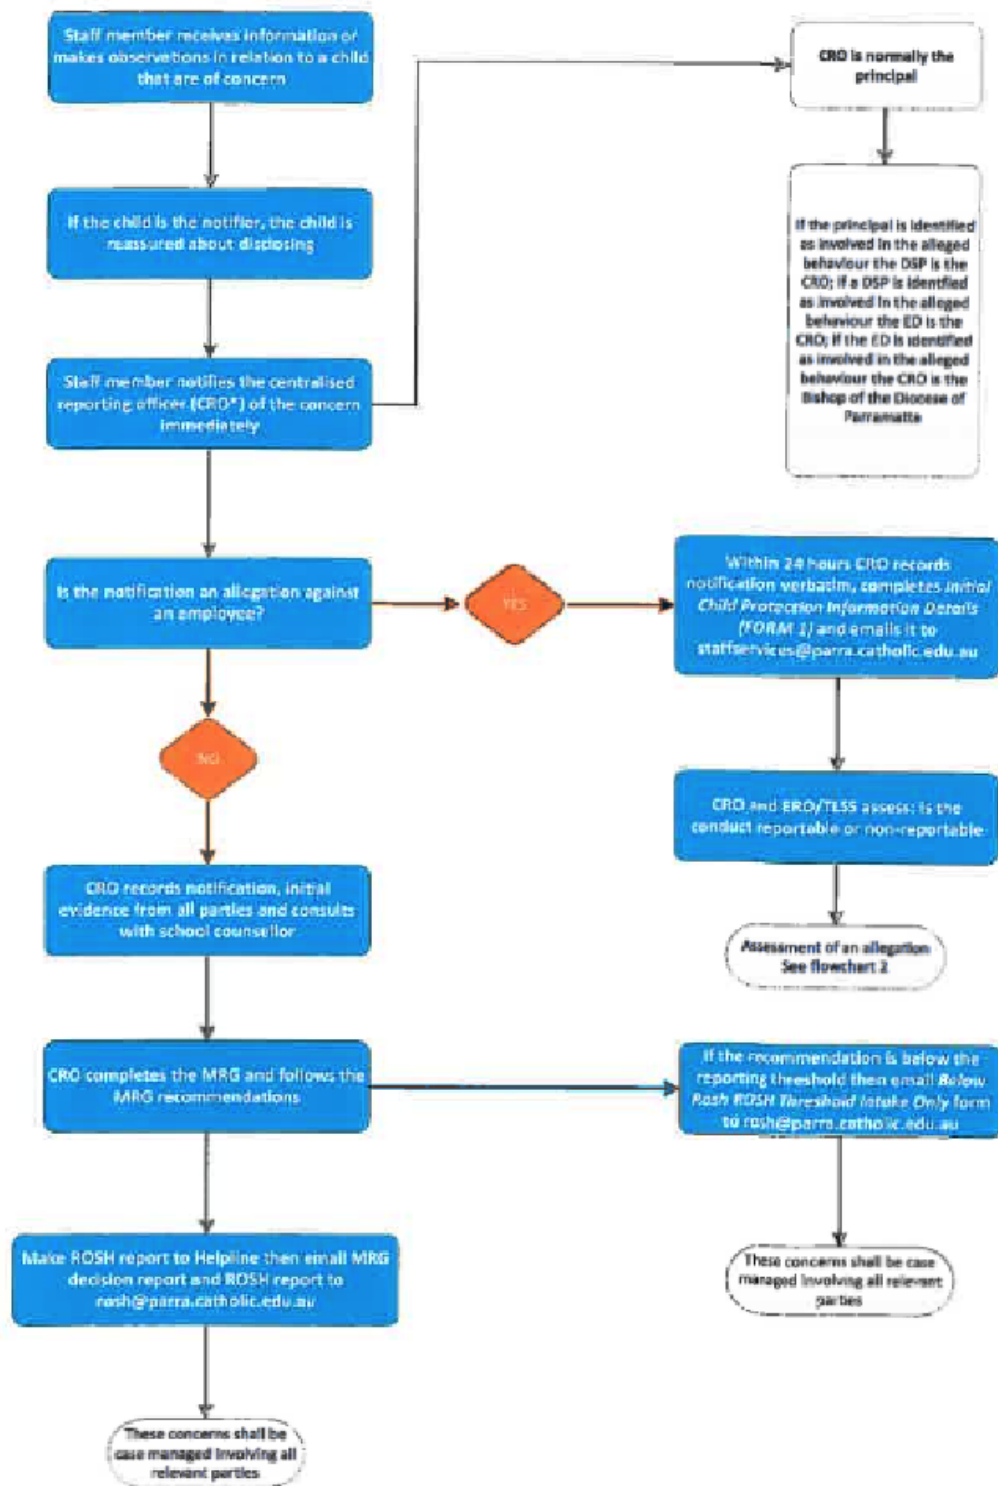 Staff member receives information or
makes observations in relation to a child
that are of concern
CRO is normally the
principal
If the child is the notifier, the child is
reassured about disclosing
If the principal is identified
as involved in the alleged
behaviour the DSP is the
CRO; if a DSP is identified
as involved in the alleged
behaviour the ED is the
CRO; if the ED is identified
as involved in the alleged
behaviour the CRO is the
Bishop of the Diocese of
Parramatta
Staff member notifies the centralised
reporting officer (CRO*) of the concern
immediately
Is the notification an allegation against
an employee?
YES
Within 24 hours CRO records
notification verbatim, completes Initial
Child Protection Information Details
(FORM 1) and emails it to
staffservices@parra.catholic.edu.au
NO
CRO and ERO/TLSS assess: Is the
conduct reportable or non-reportable
CRO records notification, initial
evidence from all parties and consults
with school counsellor
Assessment of an allegation
See flowchart 2
CRO completes the MRG and follows the
MRG recommendations
If the recommendation is below the
reporting threshold then email Below
Rosh ROSH Threshold Intake Only form
to rosh@parra.catholic.edu.au
Make ROSH report to Helpline then email MRG
decision report and ROSH report to
rosh@parra.catholic.edu.au
These concerns shall be case
managed involving all relevant
parties
These concerns shall be
case managed involving all
relevant parties